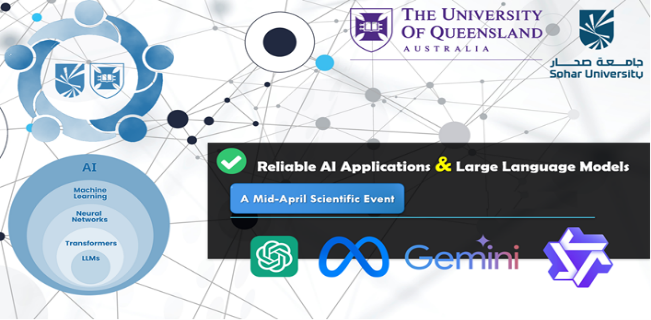 THE UNIVERSITY
OF QUEENSLAND
AUSTRALIA
جامعة صحار
Sohar University
AI
Machine
Learning
Neural
Networks
Transformers
LLMs
Reliable AI Applications & Large Language Models
A Mid-April Scientific Event
Gemini